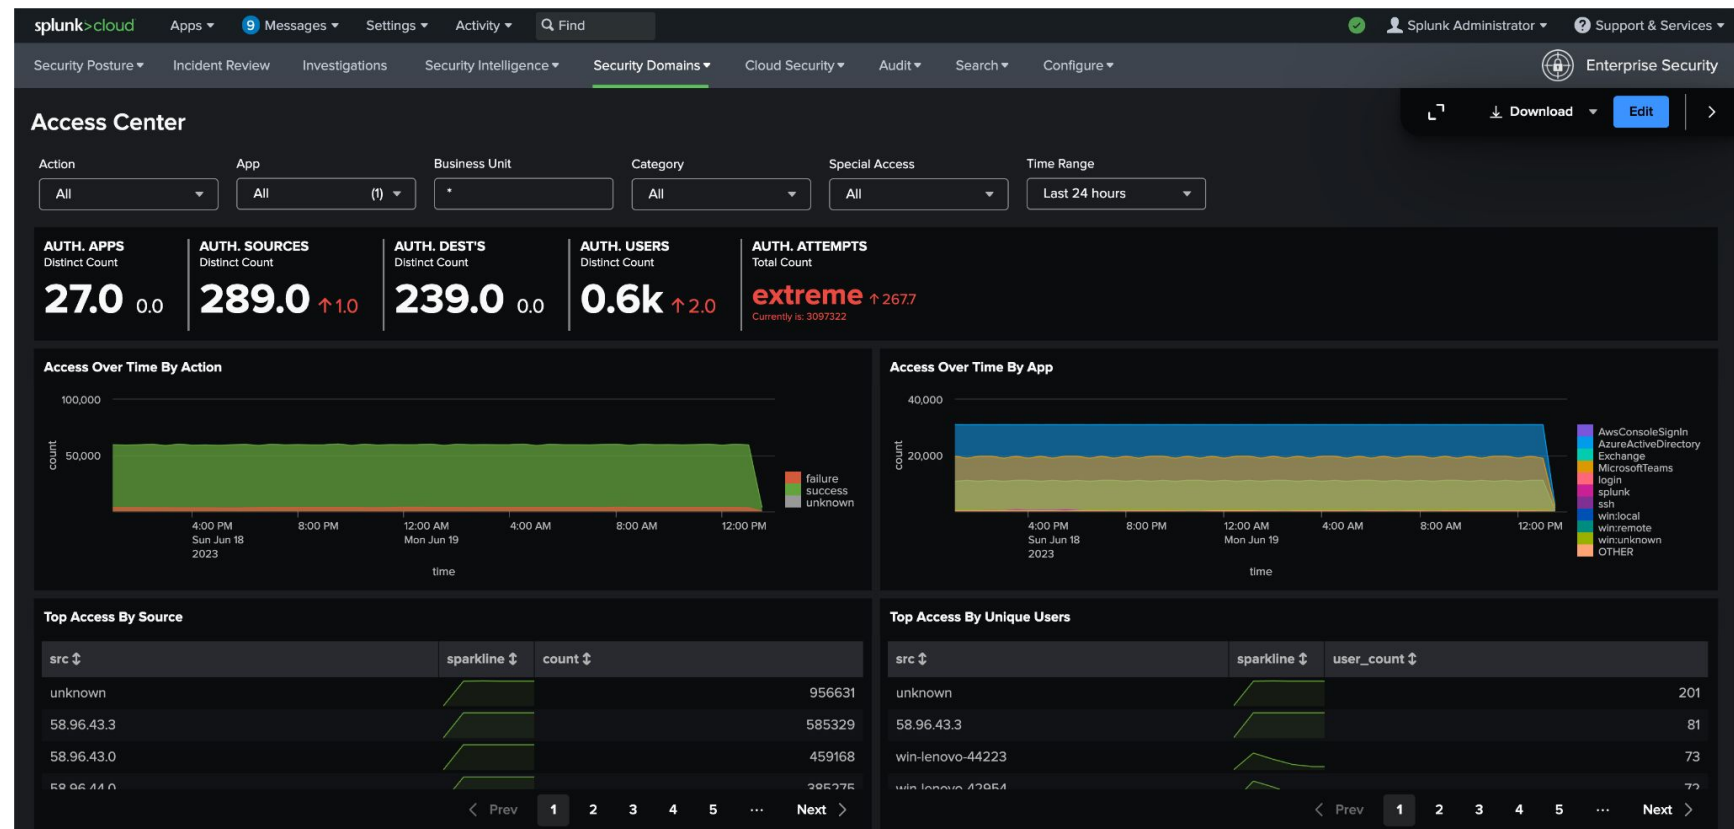 splunk>cloud Apps 9 Messages Settings Activity Find Splunk Administrator ? Support & Services
Security Posture Incident Review Investigations Security Intelligence Security Domains Cloud Security Audit Search Configure Enterprise Security
Access Center Download Edit
Action App Business Unit Category Special Access Time Range
All All (1) * All All Last 24 hours
AUTH. APPS AUTH. SOURCES AUTH. DEST'S AUTH. USERS AUTH. ATTEMPTS
Distinct Count Distinct Count Distinct Count Distinct Count Total Count
27.0 0.0 289.0 ↑1.0 239.0 0.0 0.6k ↑2.0 extreme ↑267.7
Currently is: 3097322
Access Over Time By Action
100,000
50,000
count
failure
success
unknown
4:00 PM 8:00 PM 12:00 AM 4:00 AM 8:00 AM 12:00 PM
Sun Jun 18 Mon Jun 19
2023
time
Access Over Time By App
40,000
20,000
count
AwsConsoleSignIn
AzureActiveDirectory
Exchange
MicrosoftTeams
login
splunk
ssh
win:local
win:remote
win:unknown
OTHER
4:00 PM 8:00 PM 12:00 AM 4:00 AM 8:00 AM 12:00 PM
Sun Jun 18 Mon Jun 19
2023
time
Top Access By Source
src sparkline count
unknown 956631
58.96.43.3 585329
58.96.43.0 459168
58.96.44.0 385275
< Prev 1 2 3 4 5 ... Next >
Top Access By Unique Users
src sparkline user_count
unknown 201
58.96.43.3 81
win-lenovo-44223 73
win-lenovo-42954 72
< Prev 1 2 3 4 5 ... Next >